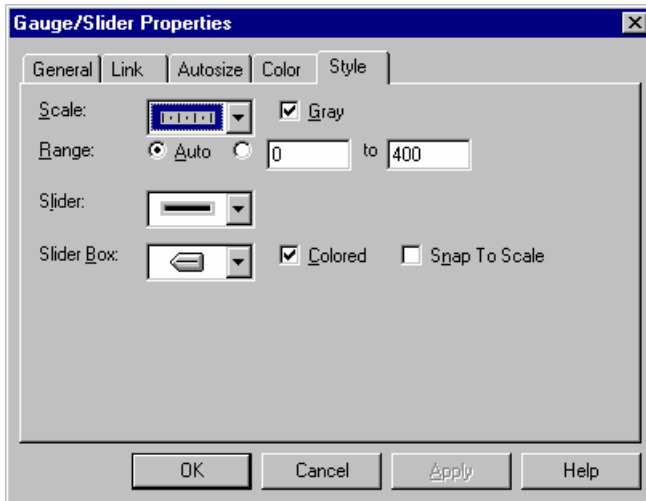 Gauge/Slider Properties
General Link Autosize Color Style
Scale: Gray
Range: Auto 0 to 400
Slider:
Slider Box: Colored Snap To Scale
OK Cancel Apply Help